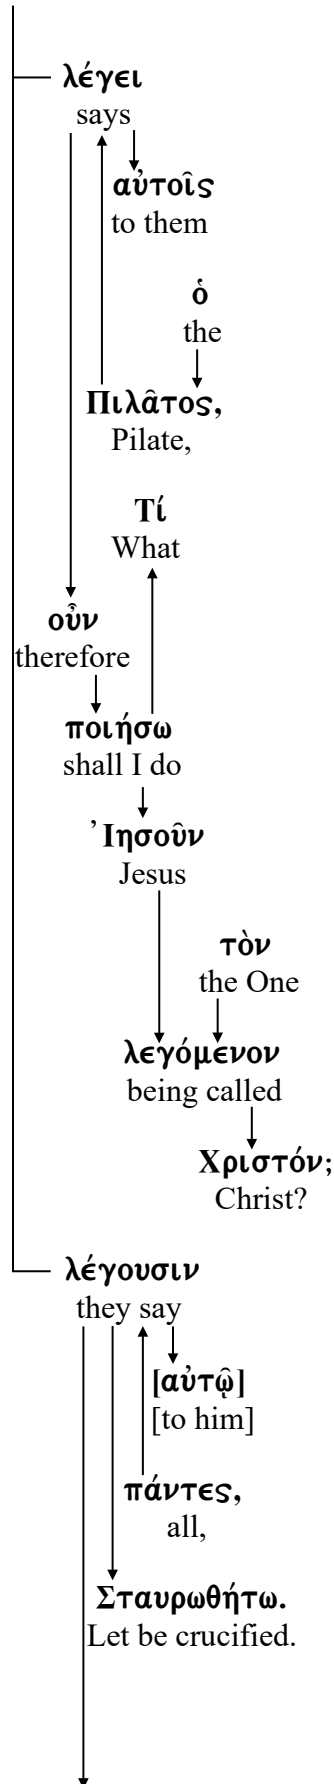 λέγει
says
αὐτοῖς
to them
ὁ
the
Πιλᾶτος,
Pilate,
Τί
What
οὖν
therefore
ποιήσω
shall I do
Ἰησοῦν
Jesus
τὸν
the One
λεγόμενον
being called
Χριστόν;
Christ?
λέγουσιν
they say
[αὐτῷ]
[to him]
πάντες,
all,
Σταυρωθήτω.
Let be crucified.